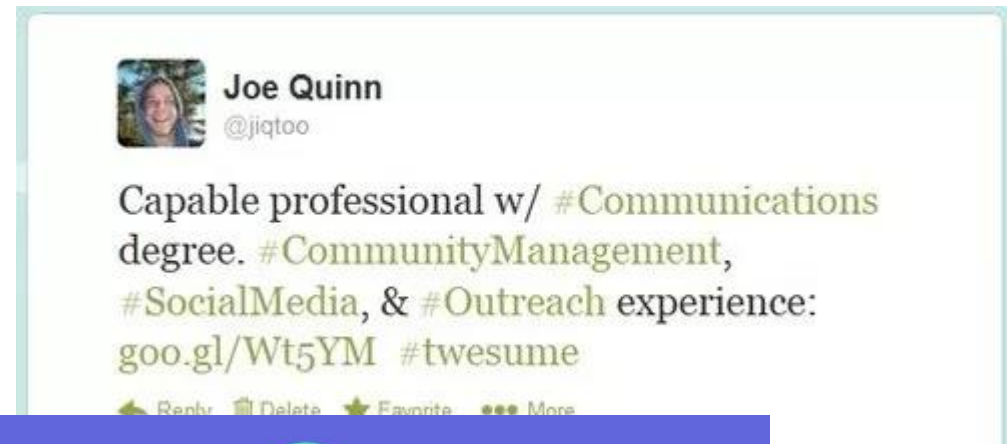 Joe Quinn
@jiqtoo
Capable professional w/ #Communications
degree. #CommunityManagement,
#SocialMedia, & #Outreach experience:
goo.gl/Wt5YM #twesume
Reply Delete Favorite More